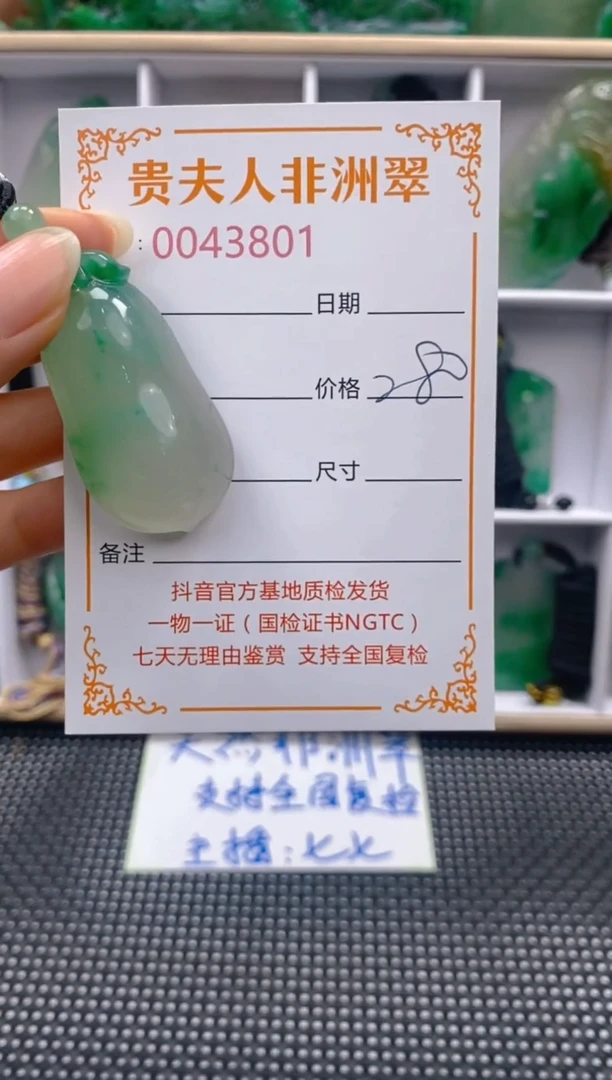 贵夫人非洲翠
: 0043801
日期
价格 280
尺寸
备注
抖音官方基地质检发货
一物一证（国检证书NGTC）
七天无理由鉴赏 支持全国复检
天然非洲翠
支持全国复检
主播：七七